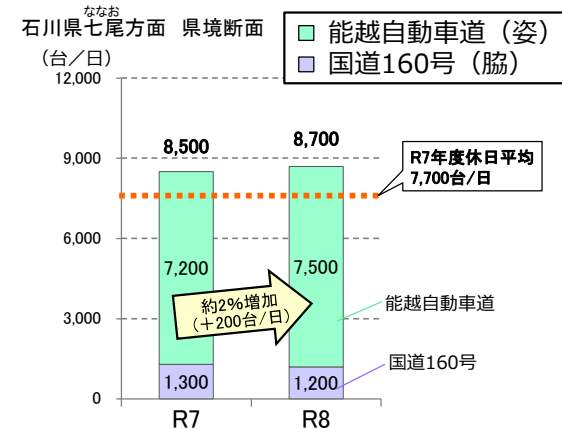 ななお
石川県七尾方面 県境断面
(台/日)
能越自動車道（姿）
国道160号（脇）
12,000
9,000
6,000
3,000
0
8,500
8,700
R7年度休日平均
7,700台/日
7,200
7,500
約2%増加
(＋200台/日)
能越自動車道
国道160号
1,300
1,200
R7
R8